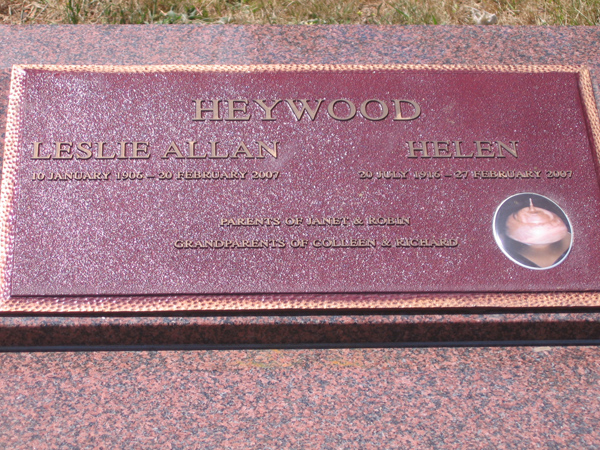 HEYWOOD
LESLIE ALLAN HELEN
10 JANUARY 1906 – 20 FEBRUARY 2007 20 JULY 1916 – 27 FEBRUARY 2007
PARENTS OF JANET & ROBIN
GRANDPARENTS OF COLLEEN & RICHARD